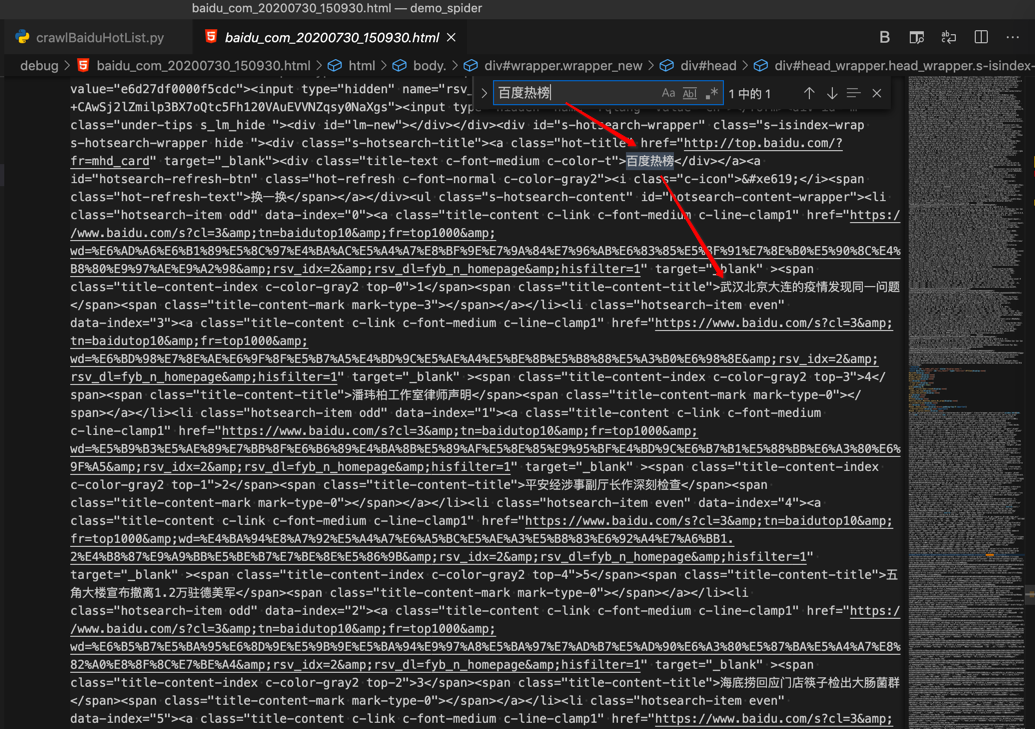 baidu_com_20200730_150930.html — demo_spider
crawlBaiduHotList.py
baidu_com_20200730_150930.html ×
debug > baidu_com_20200730_150930.html > html > body. > div#wrapper.wrapper_new > div#head > div#head_wrapper.head_wrapper.s-isindex-
百度热榜
Aa Abl .* 1 中的 1
value="e6d27df0000f5cdc"><input type="hidden" name="rsv_
+CAwSj2lZmilp3BX7oQtc5Fh120VAuEVVNZqsy0NaXgs"><input typ
class="under-tips s_lm_hide "><div id="lm-new"></div></div><div id="s-hotsearch-wrapper" class="s-isindex-wrap
s-hotsearch-wrapper hide "><div class="s-hotsearch-title"><a class="hot-title" href="http://top.baidu.com/?
fr=mhd_card" target="_blank"><div class="title-text c-font-medium c-color-t">百度热榜</div></a><a
id="hotsearch-refresh-btn" class="hot-refresh c-font-normal c-color-gray2"><i class="c-icon">&#xe619;</i><span
class="hot-refresh-text">换一换</span></a></div><ul class="s-hotsearch-content" id="hotsearch-content-wrapper"><li
class="hotsearch-item odd" data-index="0"><a class="title-content c-link c-font-medium c-line-clamp1" href="https:/
/www.baidu.com/s?cl=3&amp;tn=baidutop10&amp;fr=top1000&amp;
wd=%E6%AD%A6%E6%B1%89%E5%8C%97%E4%BA%AC%E5%A4%A7%E8%BF%9E%E7%9A%84%E7%96%AB%E6%83%85%E5%8F%91%E7%8E%B0%E5%90%8C%E4%
B8%80%E9%97%AE%E9%A2%98&amp;rsv_idx=2&amp;rsv_dl=fyb_n_homepage&amp;hisfilter=1" target="_blank" ><span
class="title-content-index c-color-gray2 top-0">1</span><span class="title-content-title">武汉北京大连的疫情发现同一问题
</span><span class="title-content-mark mark-type-3"></span></a></li><li class="hotsearch-item even"
data-index="3"><a class="title-content c-link c-font-medium c-line-clamp1" href="https://www.baidu.com/s?cl=3&amp;
tn=baidutop10&amp;fr=top1000&amp;
wd=%E6%BD%98%E7%8E%AE%E6%9F%8F%E5%B7%A5%E4%BD%9C%E5%AE%A4%E5%BE%8B%E5%B8%88%E5%A3%B0%E6%98%8E&amp;rsv_idx=2&amp;
rsv_dl=fyb_n_homepage&amp;hisfilter=1" target="_blank" ><span class="title-content-index c-color-gray2 top-3">4</
span><span class="title-content-title">潘玮柏工作室律师声明</span><span class="title-content-mark mark-type-0"></
span></a></li><li class="hotsearch-item odd" data-index="1"><a class="title-content c-link c-font-medium
c-line-clamp1" href="https://www.baidu.com/s?cl=3&amp;tn=baidutop10&amp;fr=top1000&amp;
wd=%E5%B9%B3%E5%AE%89%E7%BB%8F%E6%B6%89%E4%BA%8B%E5%89%AF%E5%8E%85%E9%95%BF%E4%BD%9C%E6%B7%B1%E5%88%BB%E6%A3%80%E6%
9F%A5&amp;rsv_idx=2&amp;rsv_dl=fyb_n_homepage&amp;hisfilter=1" target="_blank" ><span class="title-content-index
c-color-gray2 top-1">2</span><span class="title-content-title">平安经涉事副厅长作深刻检查</span><span
class="title-content-mark mark-type-0"></span></a></li><li class="hotsearch-item even" data-index="4"><a
class="title-content c-link c-font-medium c-line-clamp1" href="https://www.baidu.com/s?cl=3&amp;tn=baidutop10&amp;
fr=top1000&amp;wd=%E4%BA%94%E8%A7%92%E5%A4%A7%E6%A5%BC%E5%AE%A3%E5%B8%83%E6%92%A4%E7%A6%BB1.
2%E4%B8%87%E9%A9%BB%E5%BE%B7%E7%BE%8E%E5%86%9B&amp;rsv_idx=2&amp;rsv_dl=fyb_n_homepage&amp;hisfilter=1"
target="_blank" ><span class="title-content-index c-color-gray2 top-4">5</span><span class="title-content-title">五
角大楼宣布撤离1.2万驻德美军</span><span class="title-content-mark mark-type-0"></span></a></li><li
class="hotsearch-item odd" data-index="2"><a class="title-content c-link c-font-medium c-line-clamp1" href="https:/
/www.baidu.com/s?cl=3&amp;tn=baidutop10&amp;fr=top1000&amp;
wd=%E6%B5%B7%E5%BA%95%E6%8D%9E%E5%9B%9E%E5%BA%94%E9%97%A8%E5%BA%97%E7%AD%B7%E5%AD%90%E6%A3%80%E5%87%BA%E5%A4%A7%E8%
82%A0%E8%8F%8C%E7%BE%A4&amp;rsv_idx=2&amp;rsv_dl=fyb_n_homepage&amp;hisfilter=1" target="_blank" ><span
class="title-content-index c-color-gray2 top-2">3</span><span class="title-content-title">海底捞回应门店筷子检出大肠菌群
</span><span class="title-content-mark mark-type-0"></span></a></li><li class="hotsearch-item even"
data-index="5"><a class="title-content c-link c-font-medium c-line-clamp1" href="https://www.baidu.com/s?cl=3&amp;